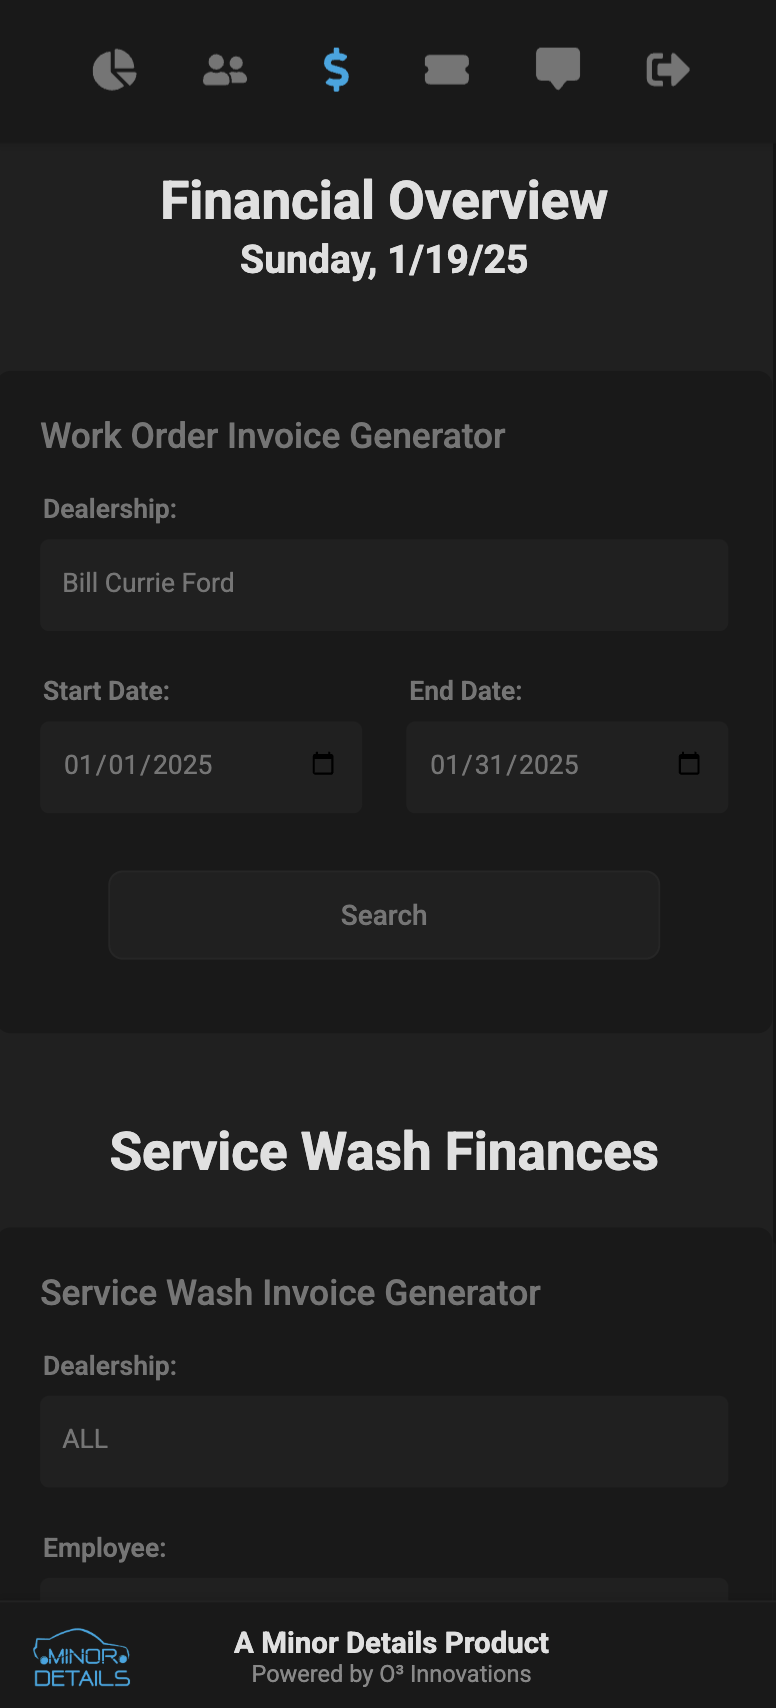 Financial Overview
Sunday, 1/19/25
Work Order Invoice Generator
Dealership:
Bill Currie Ford
Start Date: End Date:
01/01/2025 01/31/2025
Search
Service Wash Finances
Service Wash Invoice Generator
Dealership:
ALL
Employee:
MINOR
DETAILS
A Minor Details Product
Powered by O³ Innovations